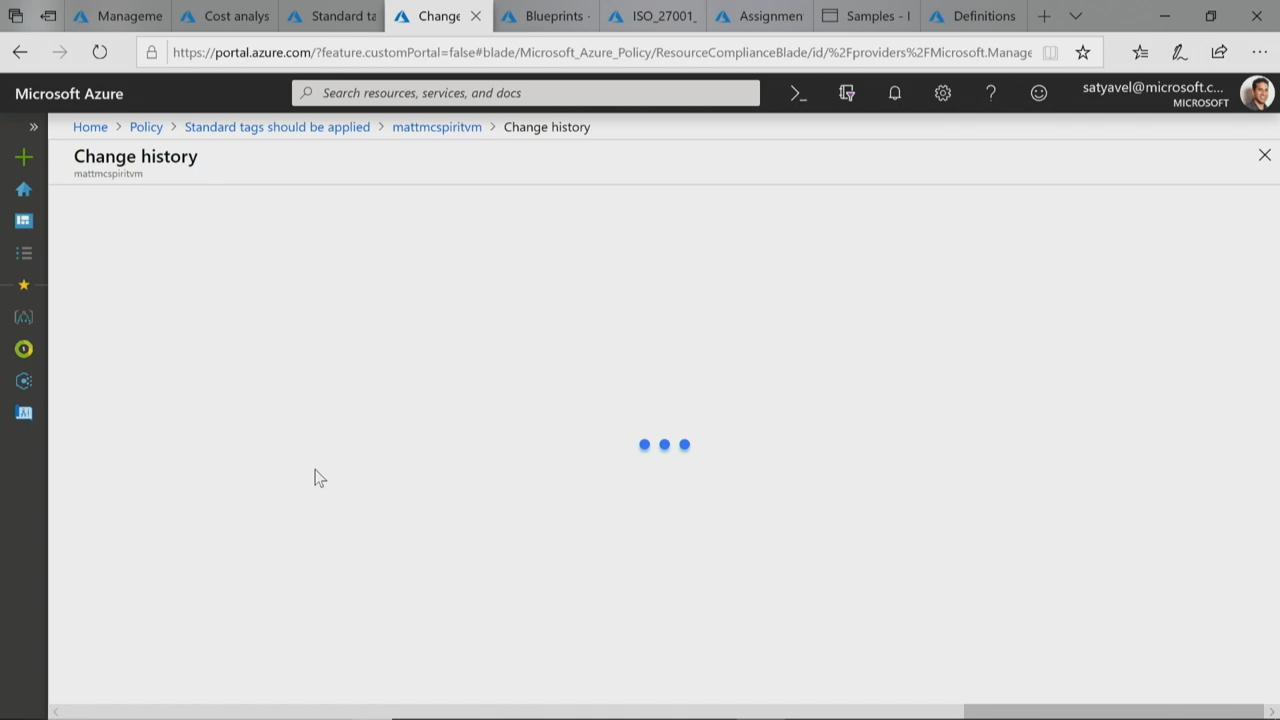 Manageme
Cost analys
Standard ta
Change
Blueprints -
ISO_27001_
Assignmen
Samples - I
Definitions
https://portal.azure.com/?feature.customPortal=false#blade/Microsoft_Azure_Policy/ResourceComplianceBlade/id/%2Fproviders%2FMicrosoft.Manage
Microsoft Azure
Search resources, services, and docs
satyavel@microsoft.c...
MICROSOFT
Home > Policy > Standard tags should be applied > mattmcspiritvm > Change history
Change history
mattmcspiritvm